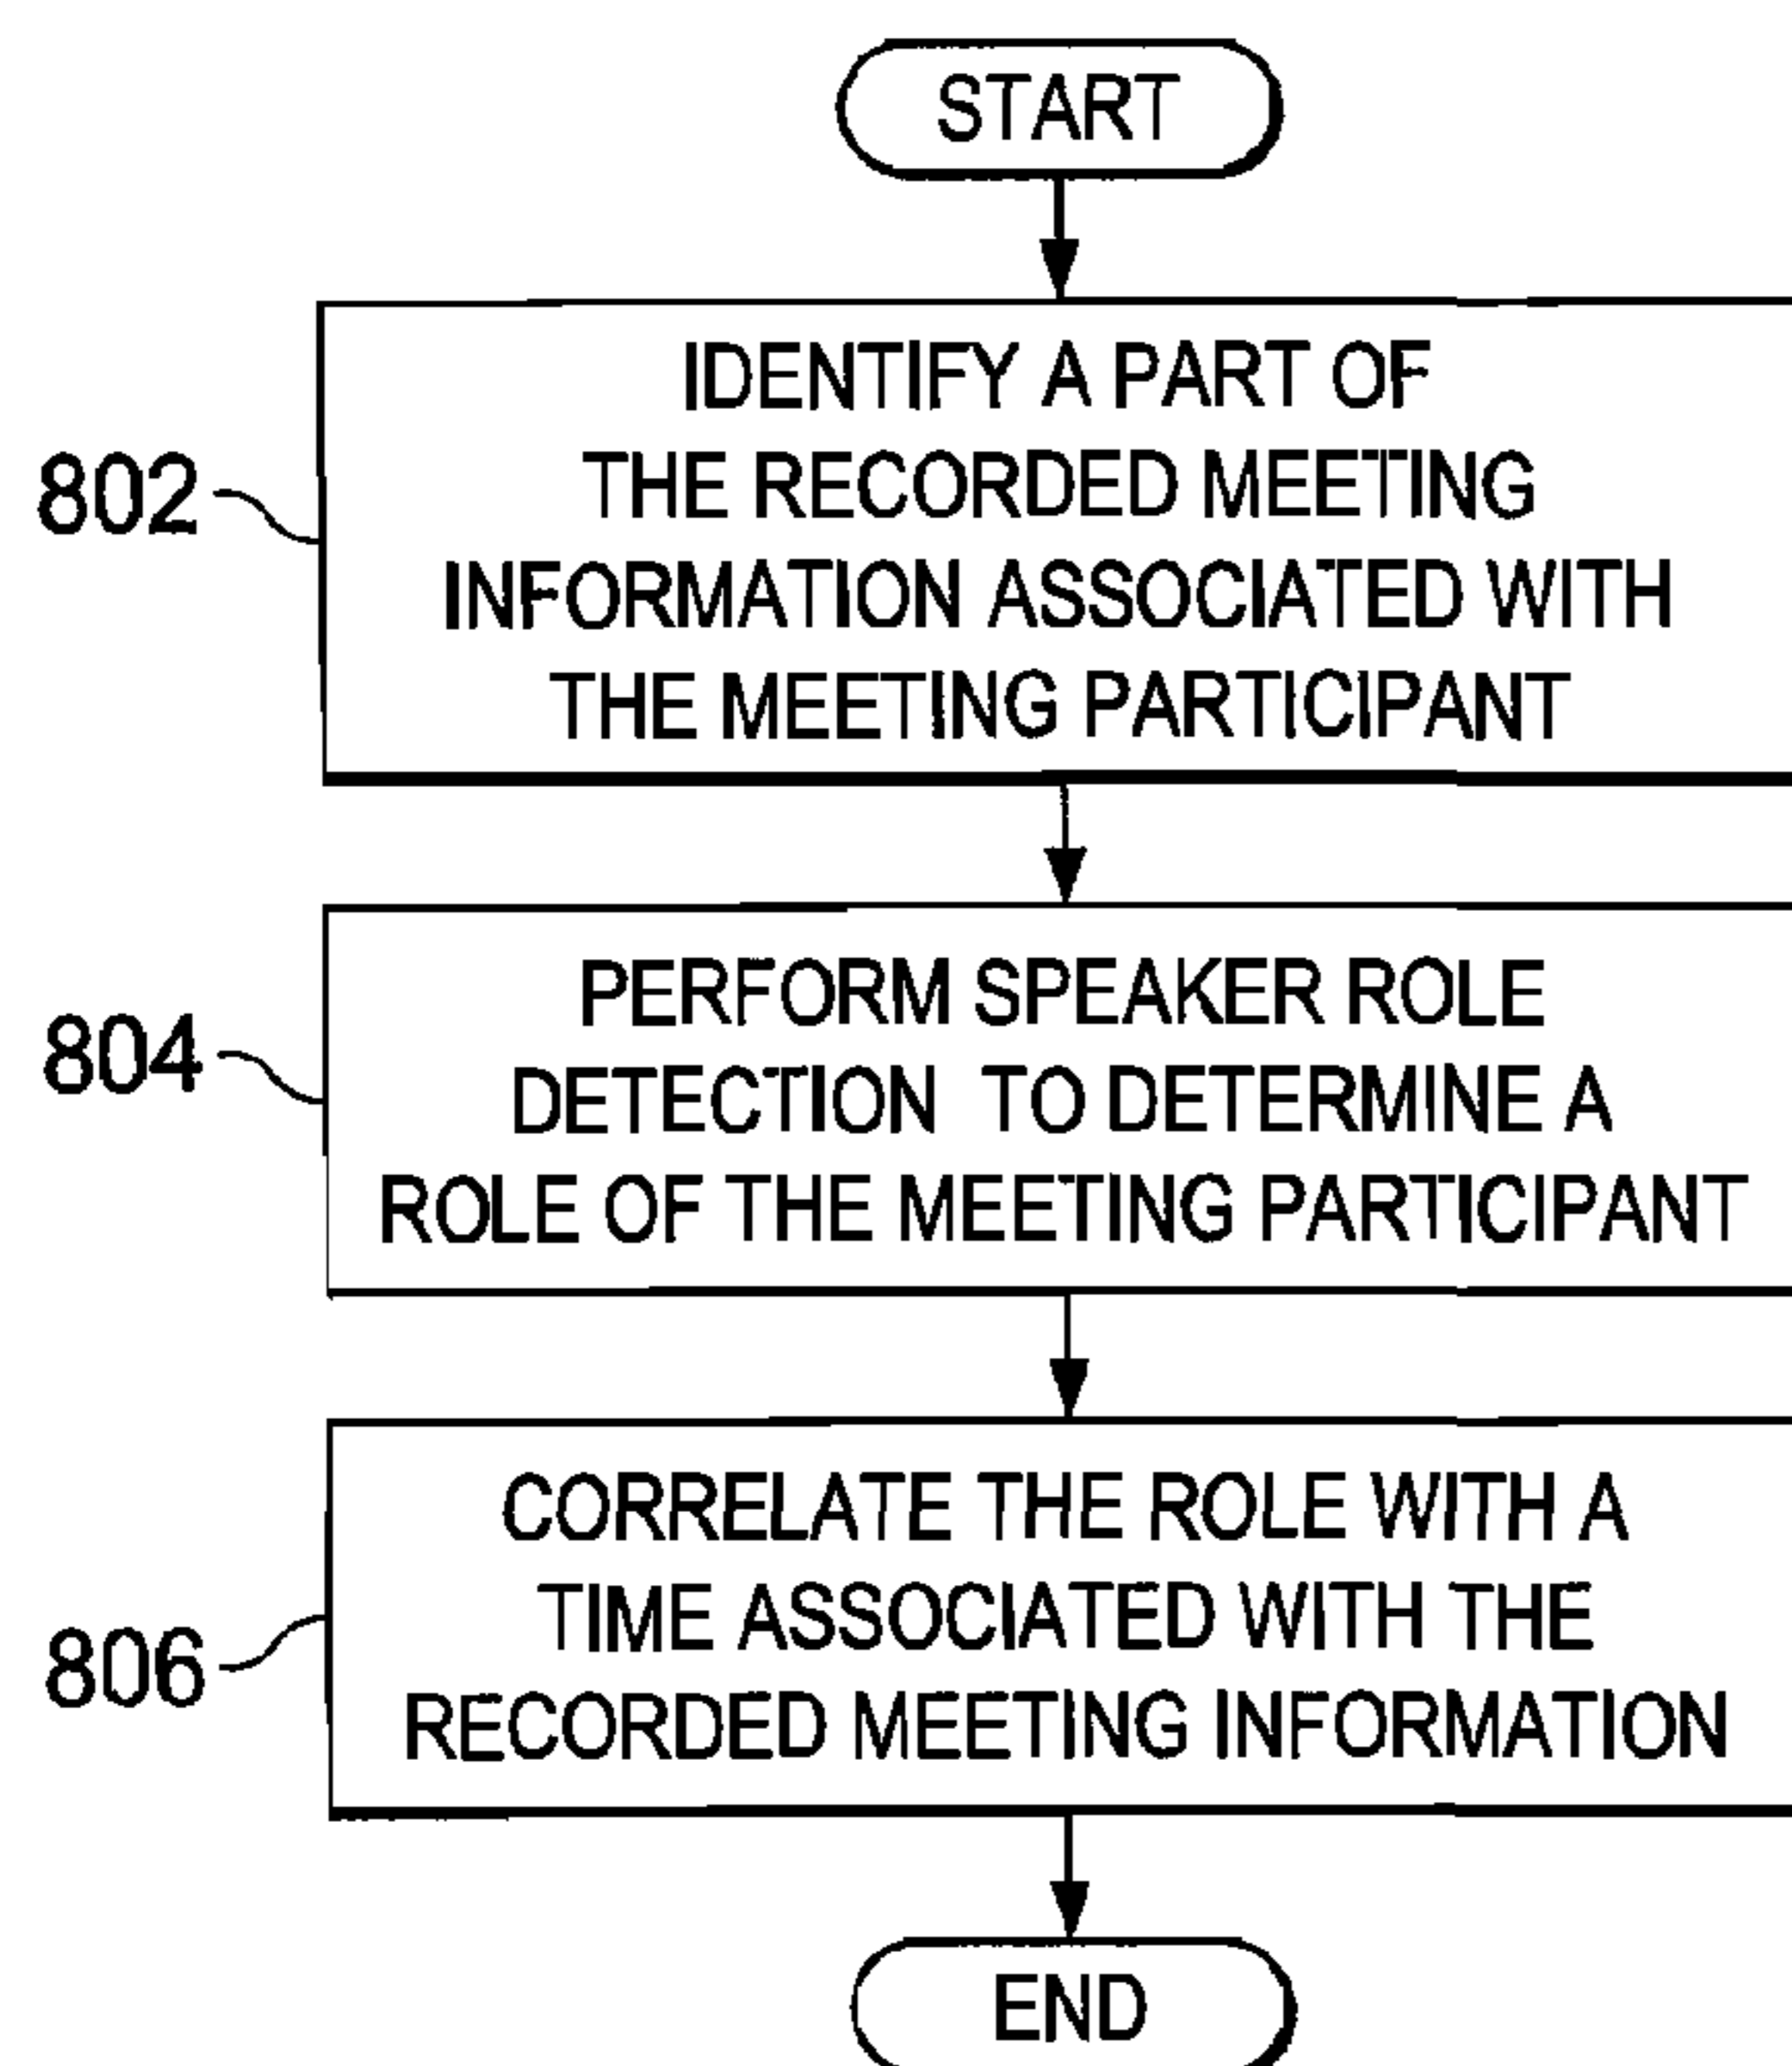 START
802
IDENTIFY A PART OF
THE RECORDED MEETING
INFORMATION ASSOCIATED WITH
THE MEETING PARTICIPANT
804
PERFORM SPEAKER ROLE
DETECTION TO DETERMINE A
ROLE OF THE MEETING PARTICIPANT
806
CORRELATE THE ROLE WITH A
TIME ASSOCIATED WITH THE
RECORDED MEETING INFORMATION
END